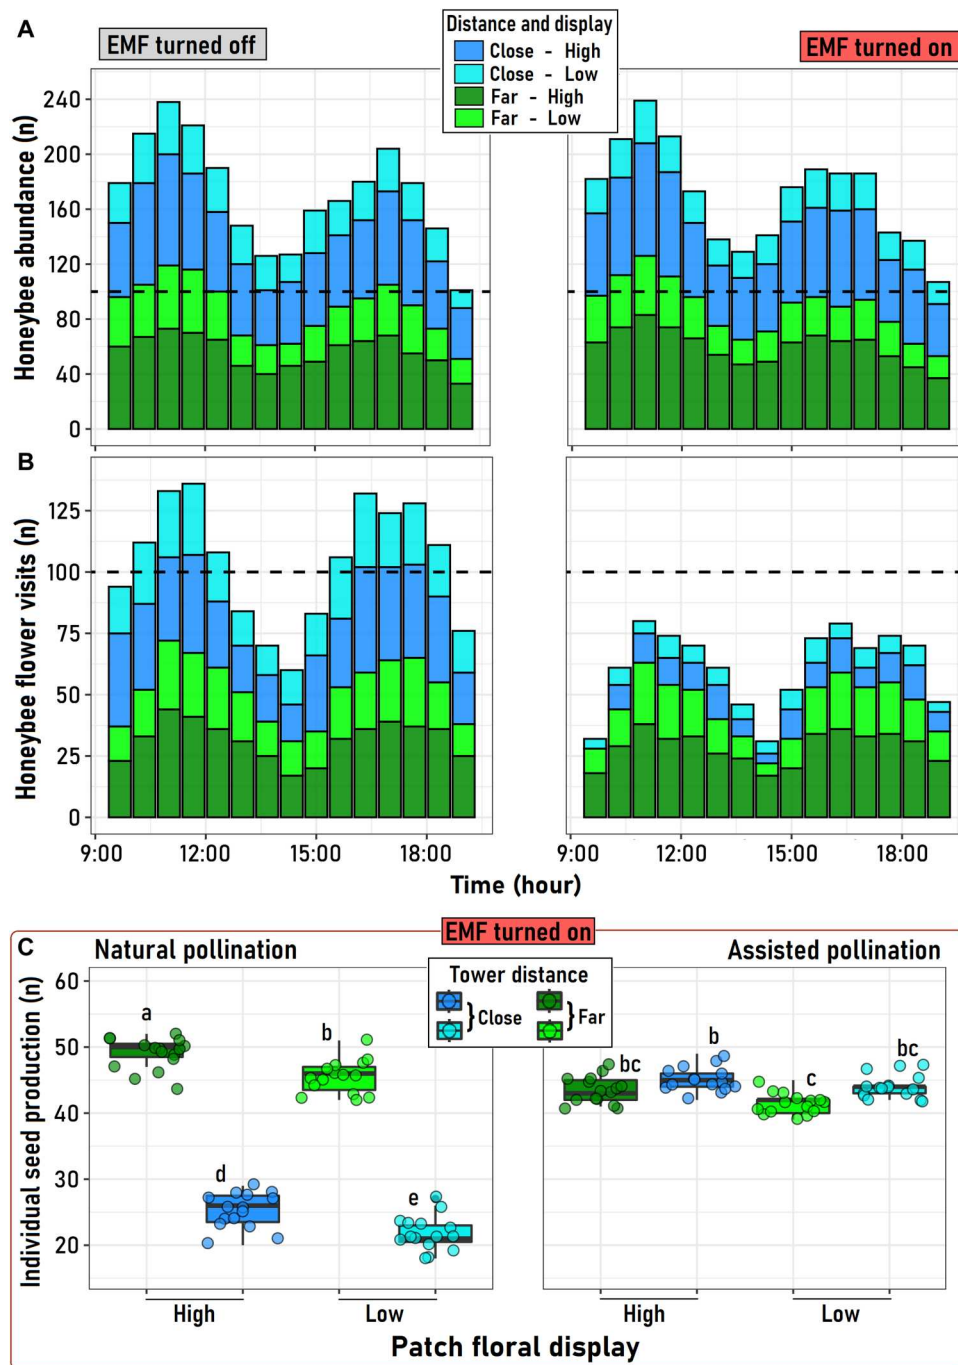 A
EMF turned off
Distance and display
Close - High
Close - Low
Far - High
Far - Low
EMF turned on
Honeybee abundance (n)
240
200
160
120
80
40
0
B
Honeybee flower visits (n)
125
100
75
50
25
0
9:00 12:00 15:00 18:00
9:00 12:00 15:00 18:00
Time (hour)
EMF turned on
C
Natural pollination
Assisted pollination
Tower distance
} Close } Far
Individual seed production (n)
60
50
40
30
20
a
b
d
e
bc
b
c
bc
High Low
High Low
Patch floral display